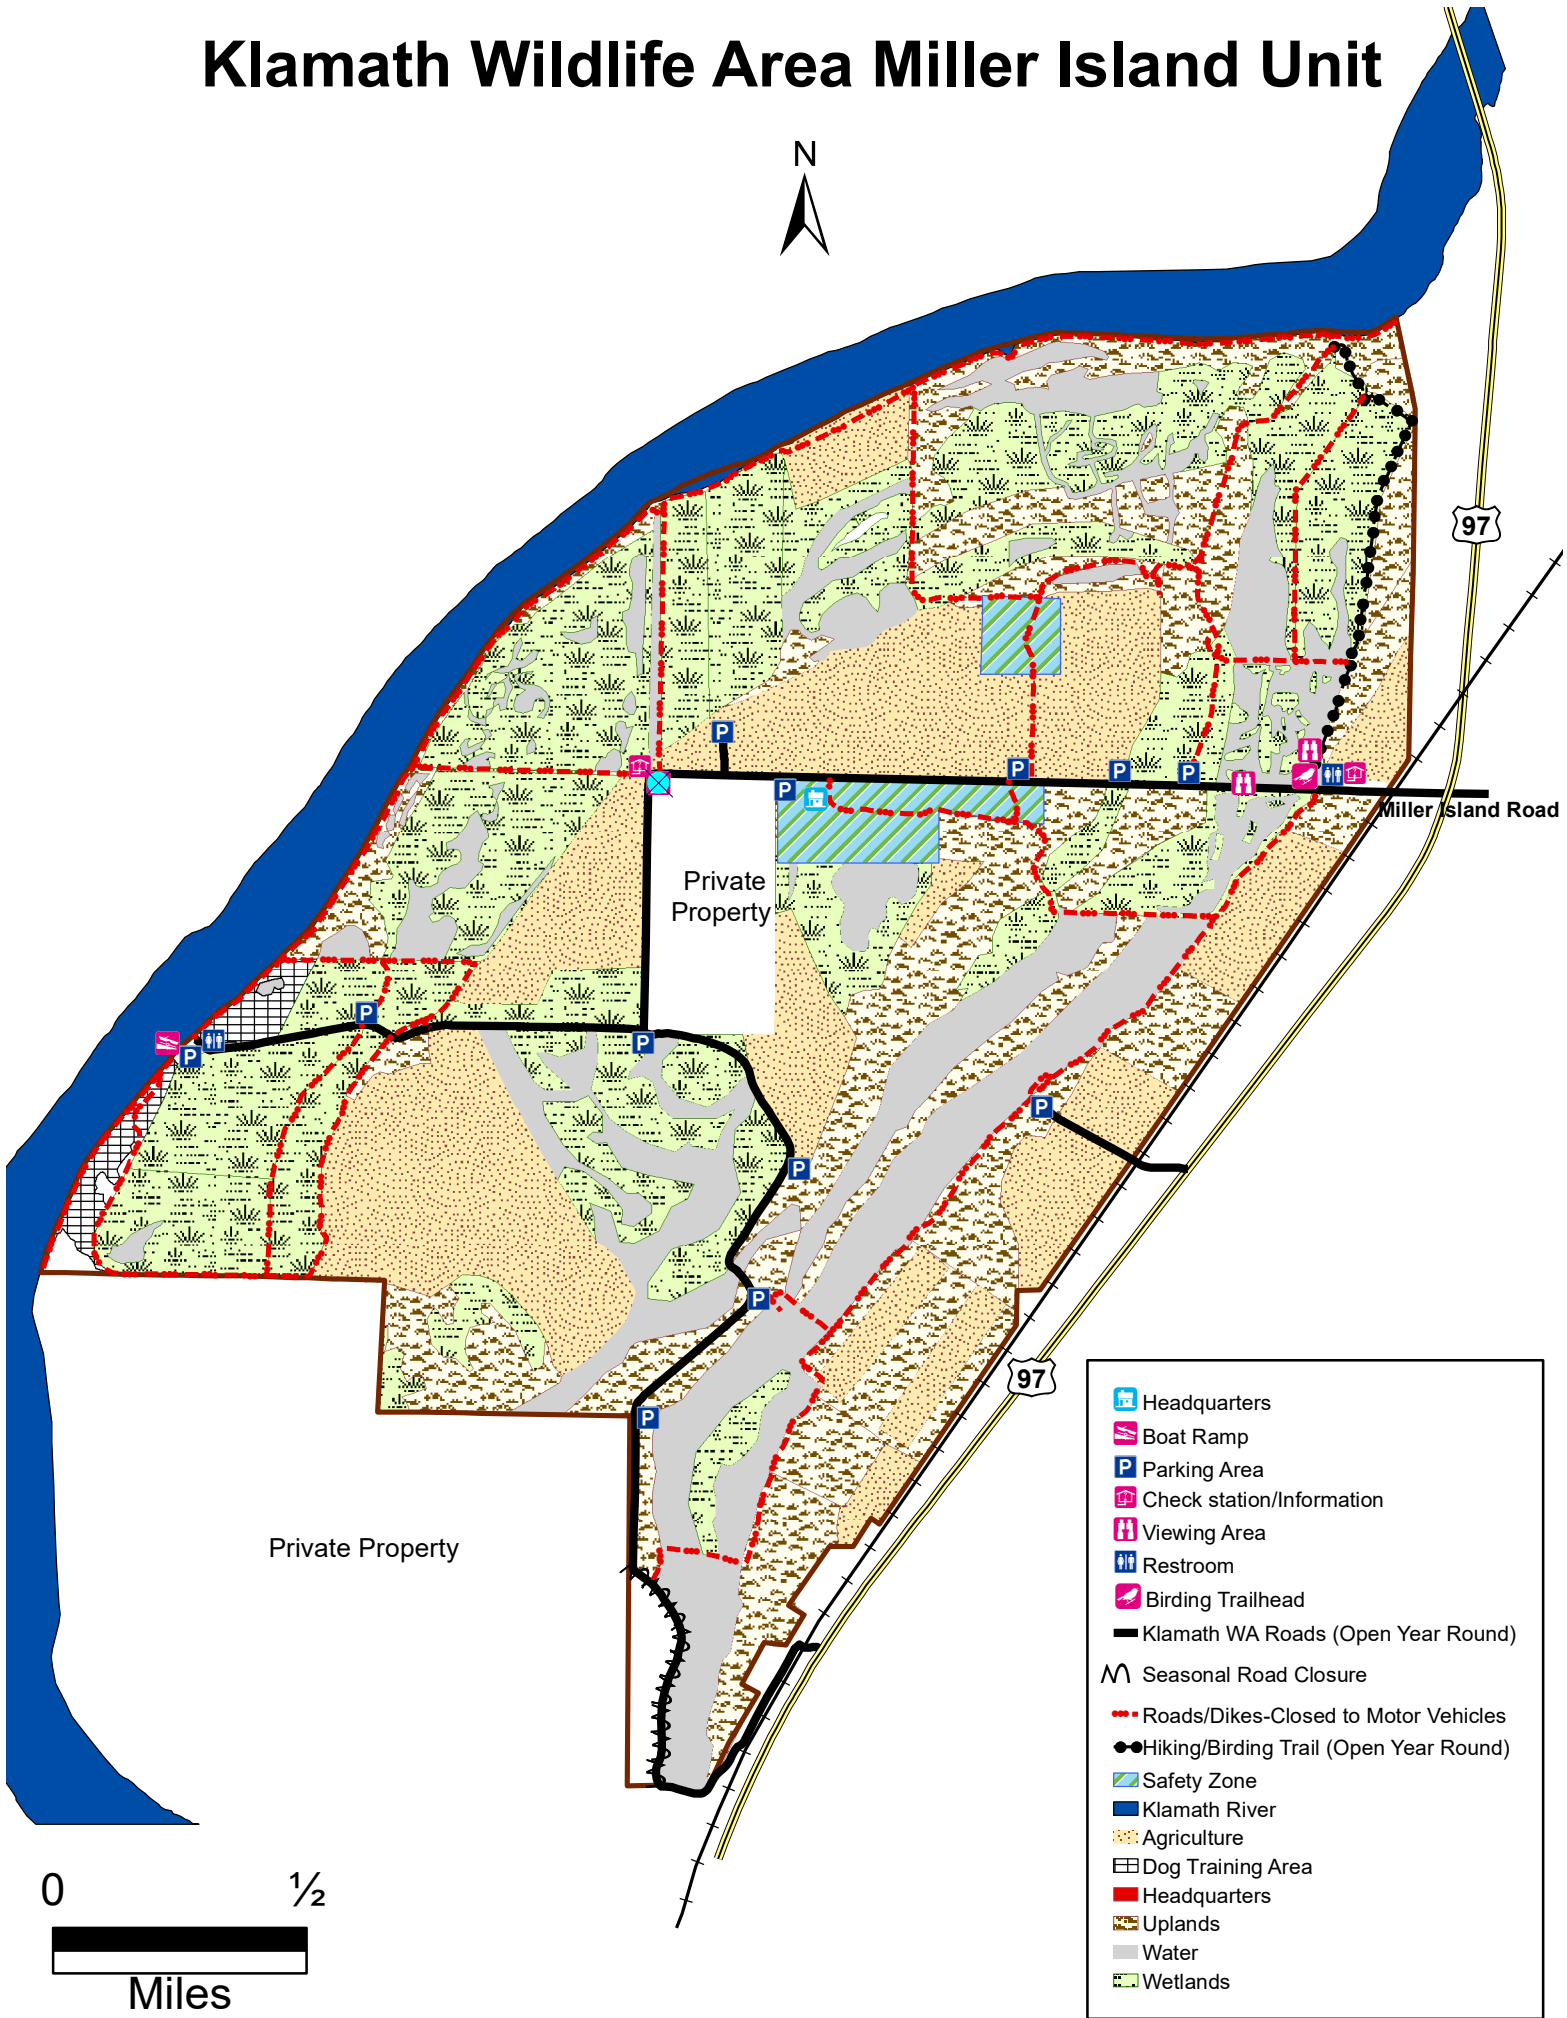 Klamath Wildlife Area Miller Island Unit
N
97
P
P
P
P
P
Miller Island Road
Private
Property
P
P
P
P
P
P
97
P
Private Property
Headquarters
Boat Ramp
P Parking Area
Check station/Information
Viewing Area
Restroom
Birding Trailhead
Klamath WA Roads (Open Year Round)
Seasonal Road Closure
Roads/Dikes-Closed to Motor Vehicles
Hiking/Birding Trail (Open Year Round)
Safety Zone
Klamath River
Agriculture
Dog Training Area
Headquarters
Uplands
Water
Wetlands
0 ½
Miles